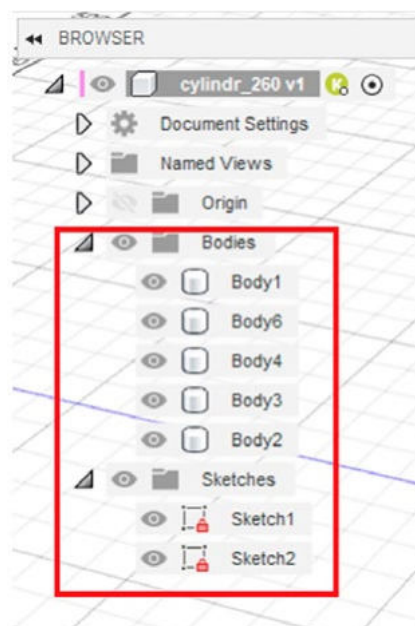 BROWSER
cylindr_260 v1
Document Settings
Named Views
Origin
Bodies
Body1
Body6
Body4
Body3
Body2
Sketches
Sketch1
Sketch2